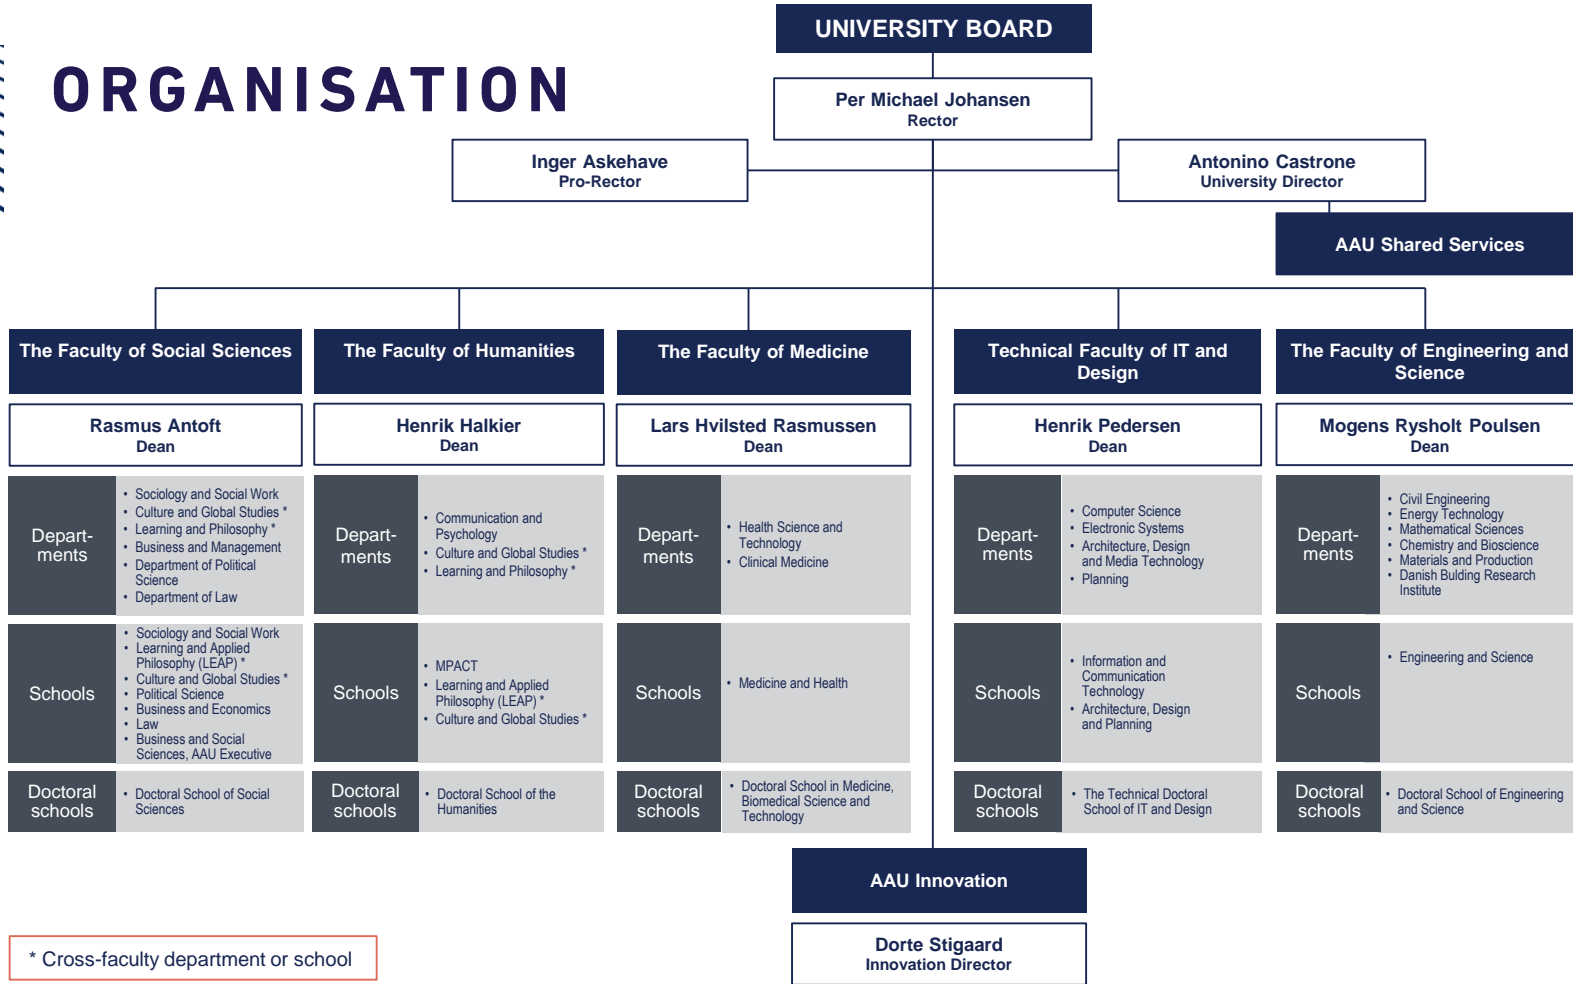 UNIVERSITY BOARD
ORGANISATION
Per Michael Johansen
Rector
Inger Askehave
Pro-Rector
Antonino Castrone
University Director
AAU Shared Services
The Faculty of Social Sciences
Rasmus Antoft
Dean
Depart-
ments
• Sociology and Social Work
• Culture and Global Studies *
• Learning and Philosophy *
• Business and Management
• Department of Political
Science
• Department of Law
Schools
• Sociology and Social Work
• Learning and Applied
Philosophy (LEAP) *
• Culture and Global Studies *
• Political Science
• Business and Economics
• Law
• Business and Social
Sciences, AAU Executive
Doctoral
schools
• Doctoral School of Social
Sciences
The Faculty of Humanities
Henrik Halkier
Dean
Depart-
ments
• Communication and
Psychology
• Culture and Global Studies *
• Learning and Philosophy *
Schools
• MPACT
• Learning and Applied
Philosophy (LEAP) *
• Culture and Global Studies *
Doctoral
schools
• Doctoral School of the
Humanities
The Faculty of Medicine
Lars Hvilsted Rasmussen
Dean
Depart-
ments
• Health Science and
Technology
• Clinical Medicine
Schools
• Medicine and Health
Doctoral
schools
• Doctoral School in Medicine,
Biomedical Science and
Technology
Technical Faculty of IT and
Design
Henrik Pedersen
Dean
Depart-
ments
• Computer Science
• Electronic Systems
• Architecture, Design
and Media Technology
• Planning
Schools
• Information and
Communication
Technology
• Architecture, Design
and Planning
Doctoral
schools
• The Technical Doctoral
School of IT and Design
The Faculty of Engineering and
Science
Mogens Rysholt Poulsen
Dean
Depart-
ments
• Civil Engineering
• Energy Technology
• Mathematical Sciences
• Chemistry and Bioscience
• Materials and Production
• Danish Bulding Research
Institute
Schools
• Engineering and Science
Doctoral
schools
• Doctoral School of Engineering
and Science
AAU Innovation
Dorte Stigaard
Innovation Director
* Cross-faculty department or school